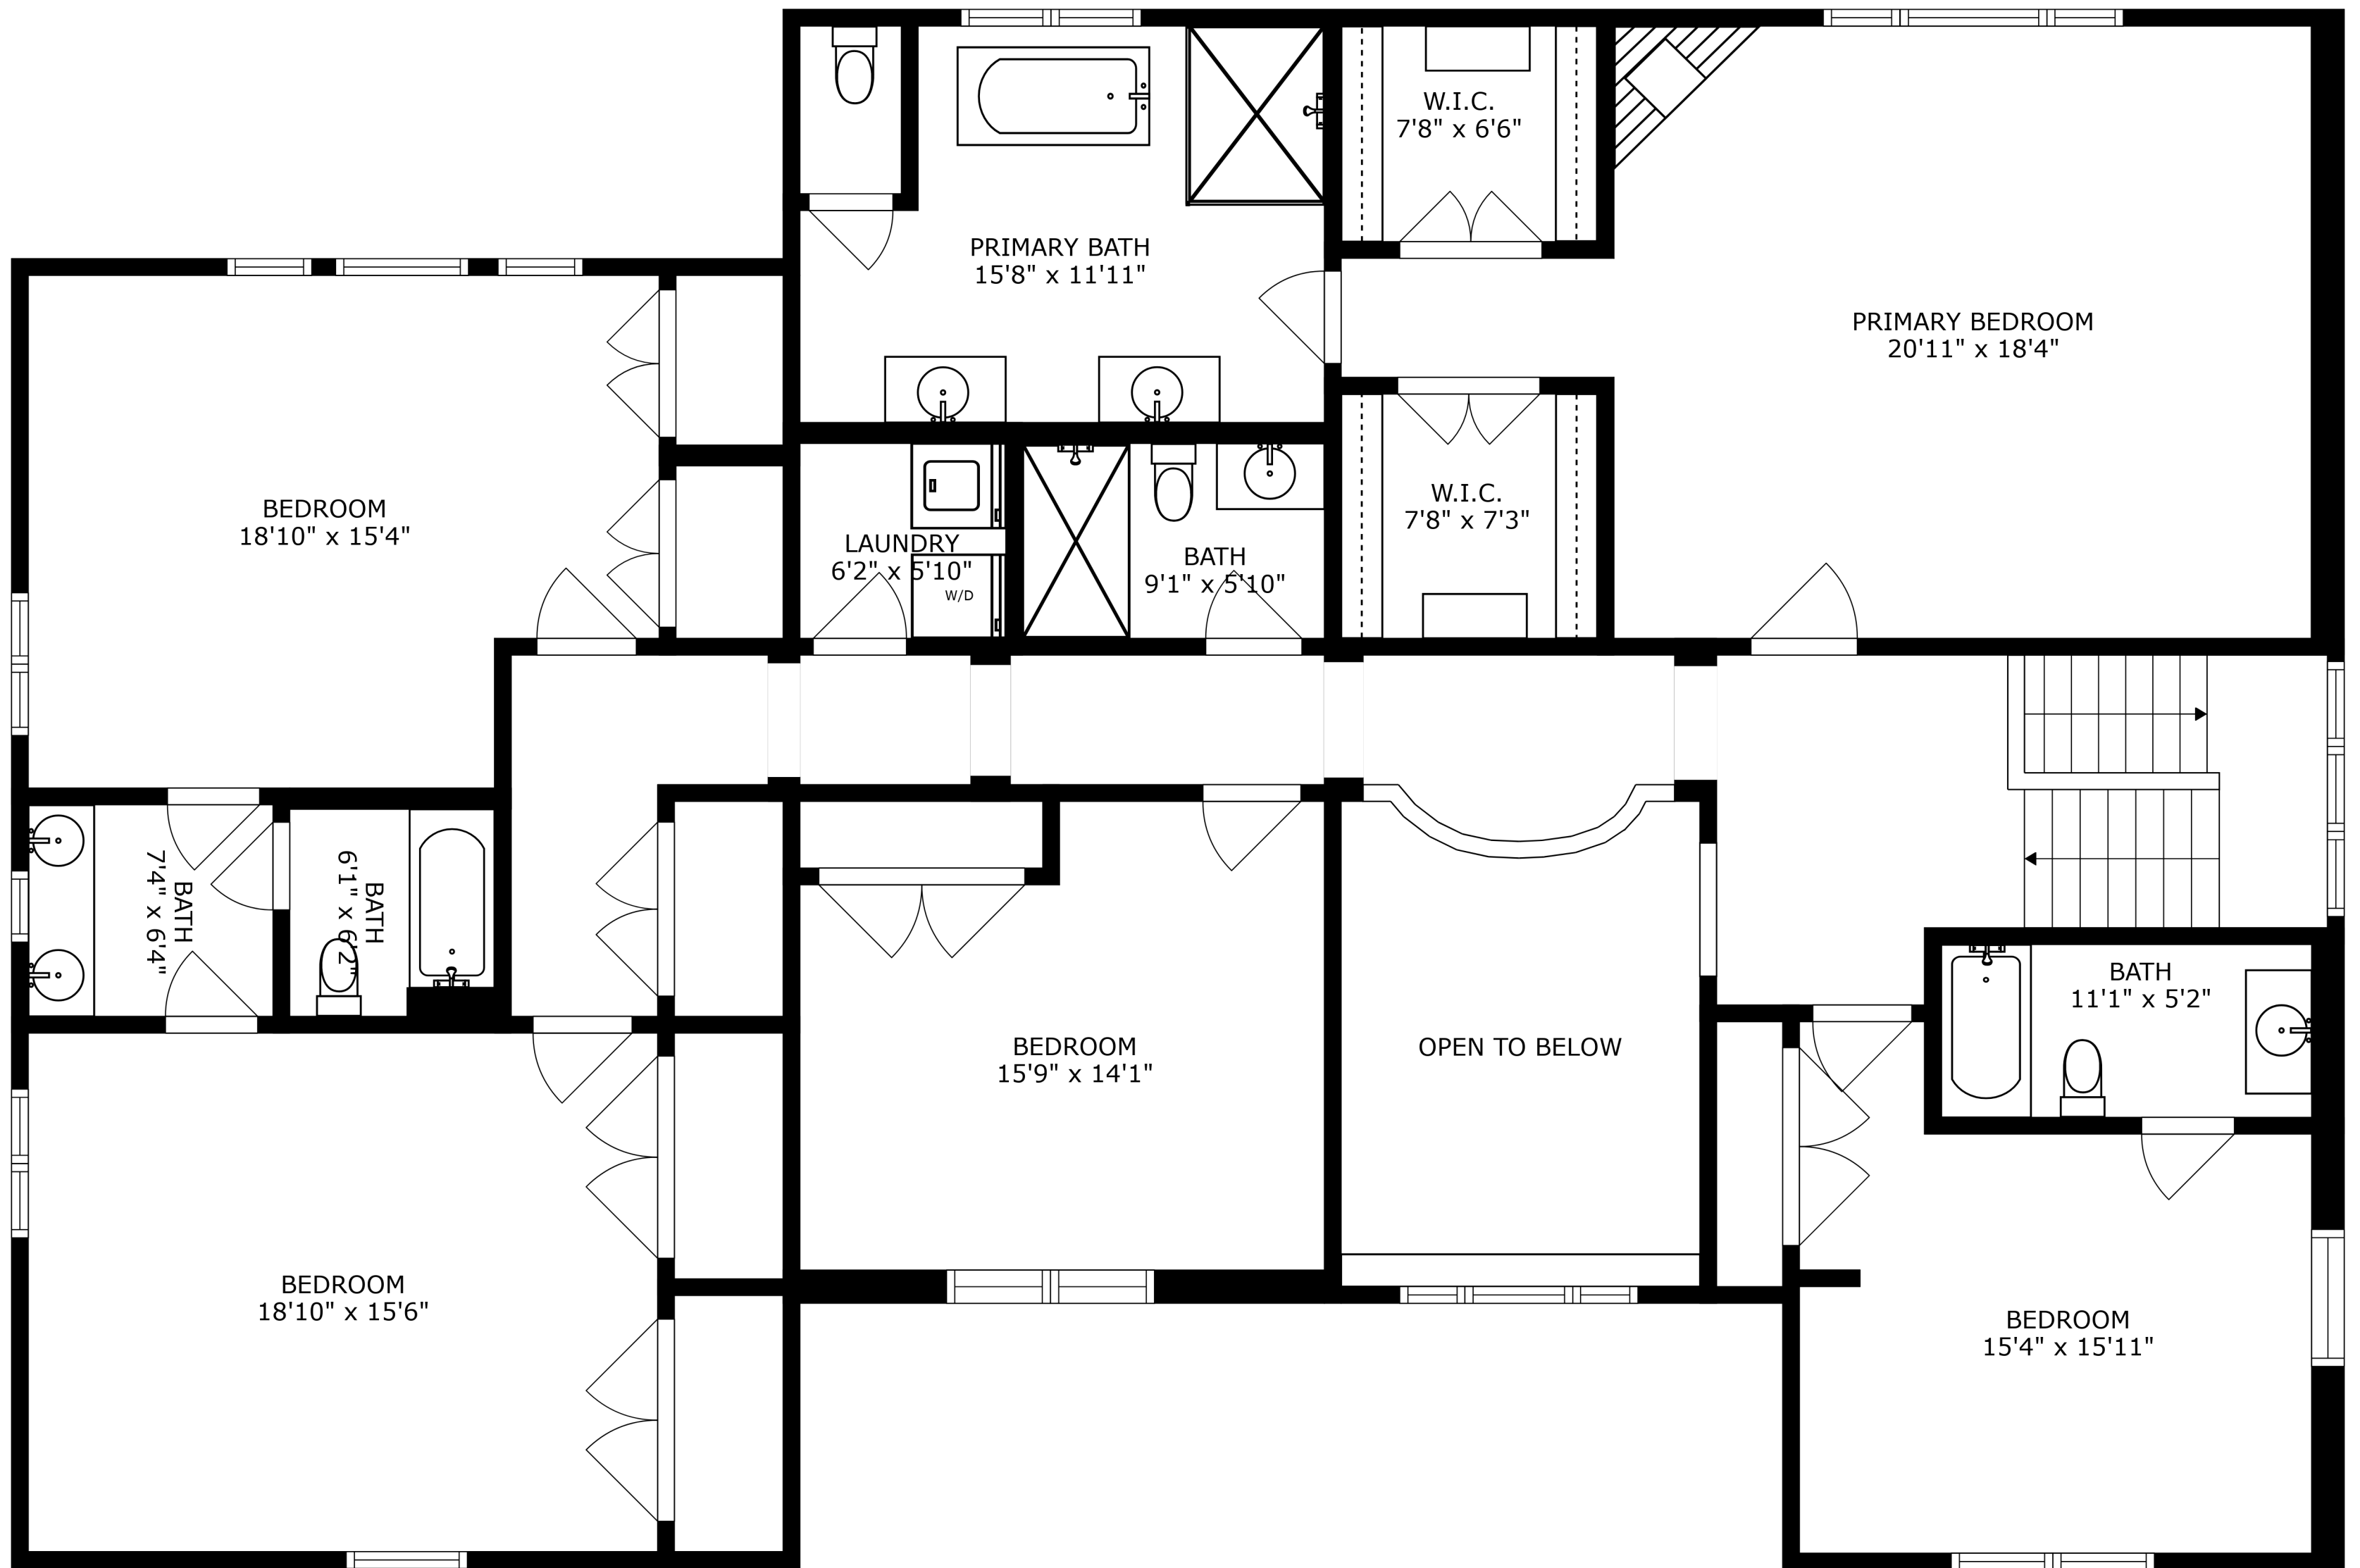 W.I.C.
7'8" x 6'6"
PRIMARY BATH
15'8" x 11'11"
PRIMARY BEDROOM
20'11" x 18'4"
BEDROOM
18'10" x 15'4"
W.I.C.
7'8" x 7'3"
LAUNDRY
6'2" x 5'10"
W/D
BATH
9'1" x 5'10"
BATH
7'4" x 6'4"
BATH
6'1" x 6'2"
BATH
11'1" x 5'2"
BEDROOM
15'9" x 14'1"
OPEN TO BELOW
BEDROOM
18'10" x 15'6"
BEDROOM
15'4" x 15'11"